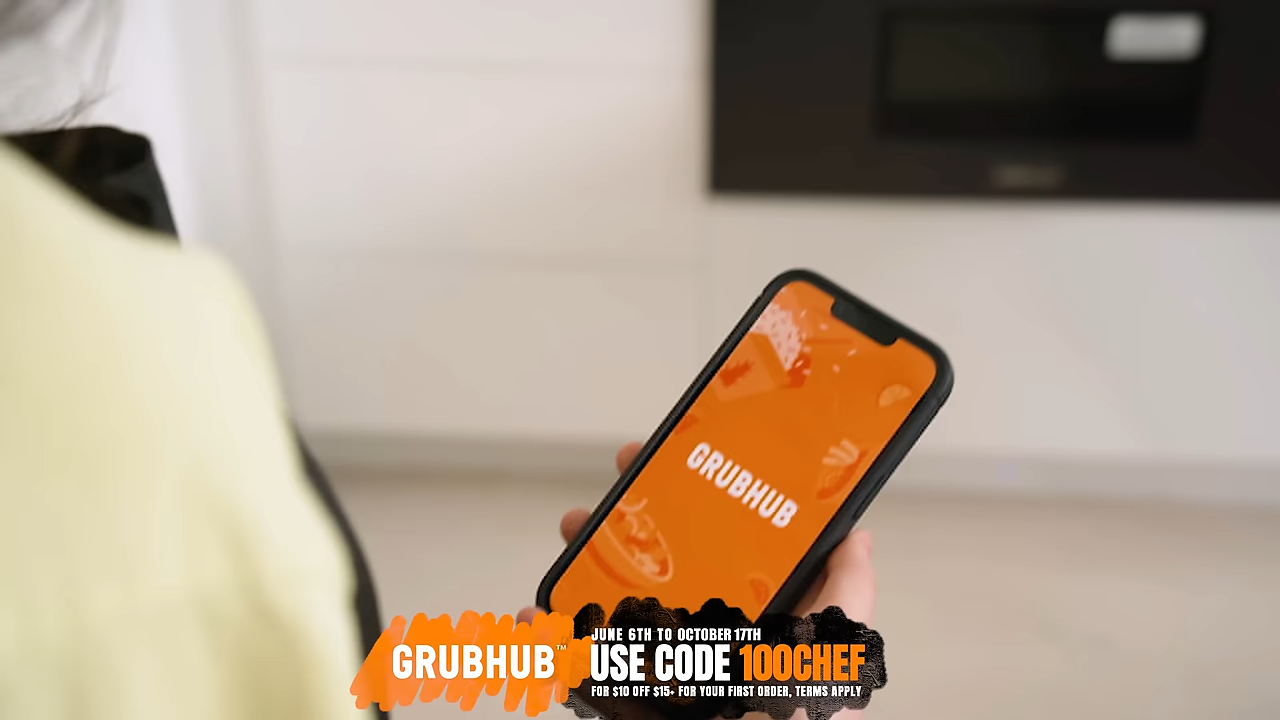 GRUBHUB
GRUBHUB™
JUNE 6TH TO OCTOBER 17TH
USE CODE 100CHEF
FOR $10 OFF $15+ FOR YOUR FIRST ORDER, TERMS APPLY